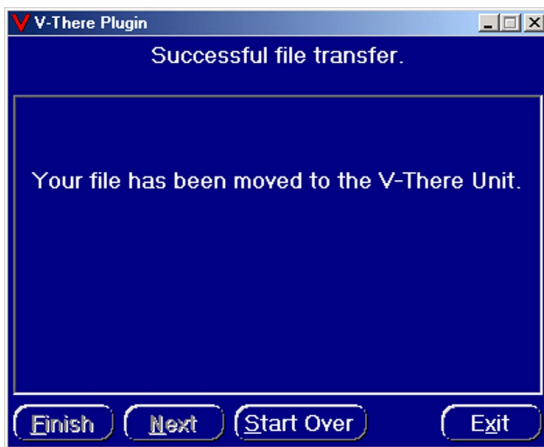 V-There Plugin
Successful file transfer.
Your file has been moved to the V-There Unit.
Finish Next Start Over Exit